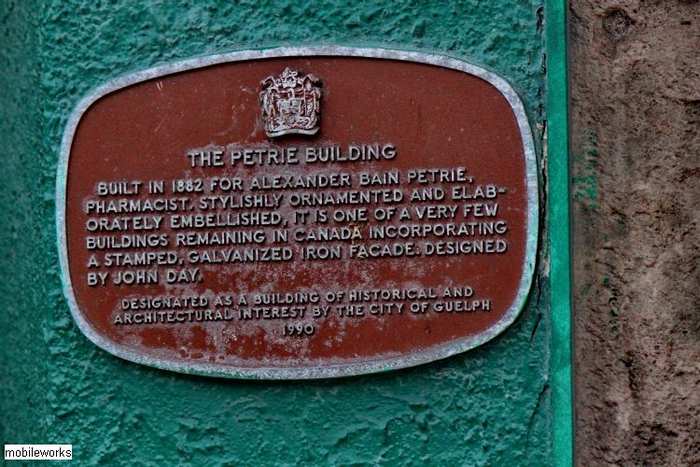 THE PETRIE BUILDING
BUILT IN 1882 FOR ALEXANDER BAIN PETRIE,
PHARMACIST. STYLISHLY ORNAMENTED AND ELAB-
ORATELY EMBELLISHED, IT IS ONE OF A VERY FEW
BUILDINGS REMAINING IN CANADA INCORPORATING
A STAMPED, GALVANIZED IRON FACADE. DESIGNED
BY JOHN DAY.
DESIGNATED AS A BUILDING OF HISTORICAL AND
ARCHITECTURAL INTEREST BY THE CITY OF GUELPH
1990
mobileworks